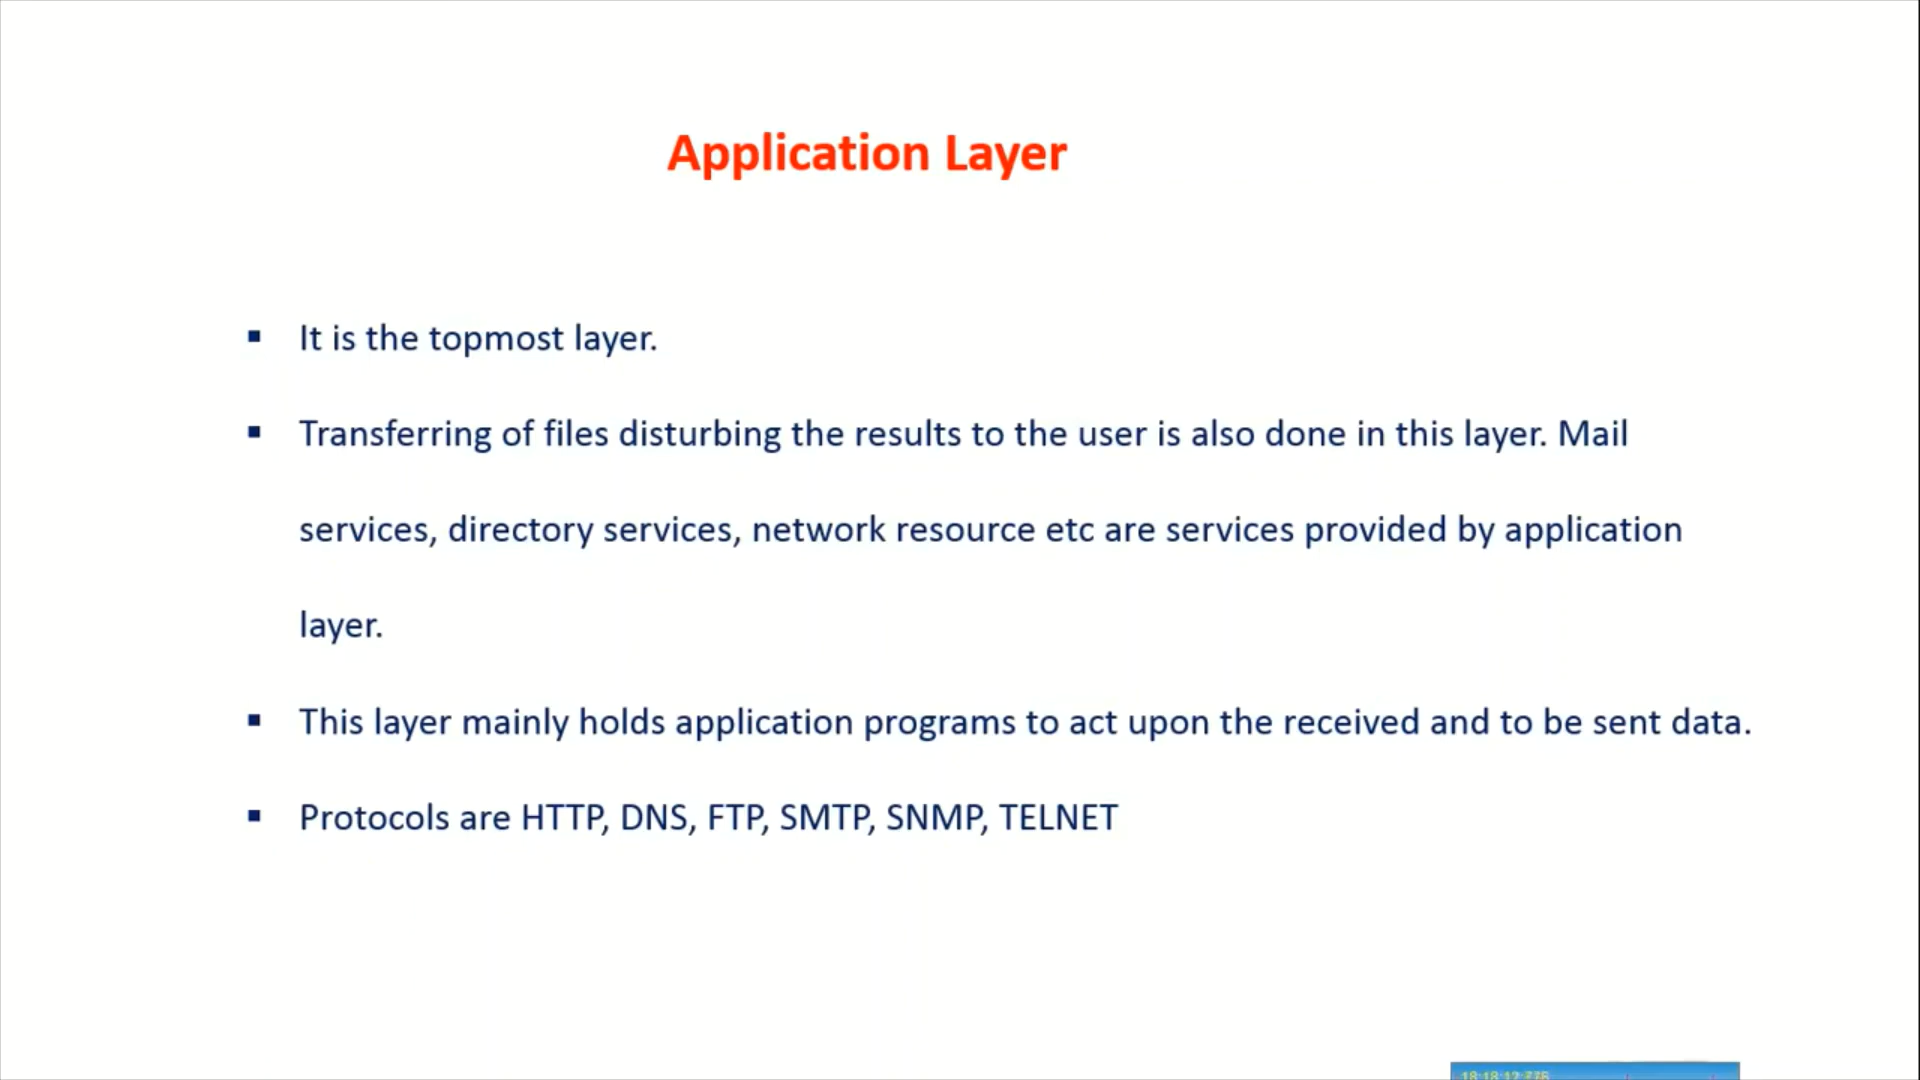 Application Layer
▪ It is the topmost layer.
▪ Transferring of files disturbing the results to the user is also done in this layer. Mail
services, directory services, network resource etc are services provided by application
layer.
▪ This layer mainly holds application programs to act upon the received and to be sent data.
▪ Protocols are HTTP, DNS, FTP, SMTP, SNMP, TELNET